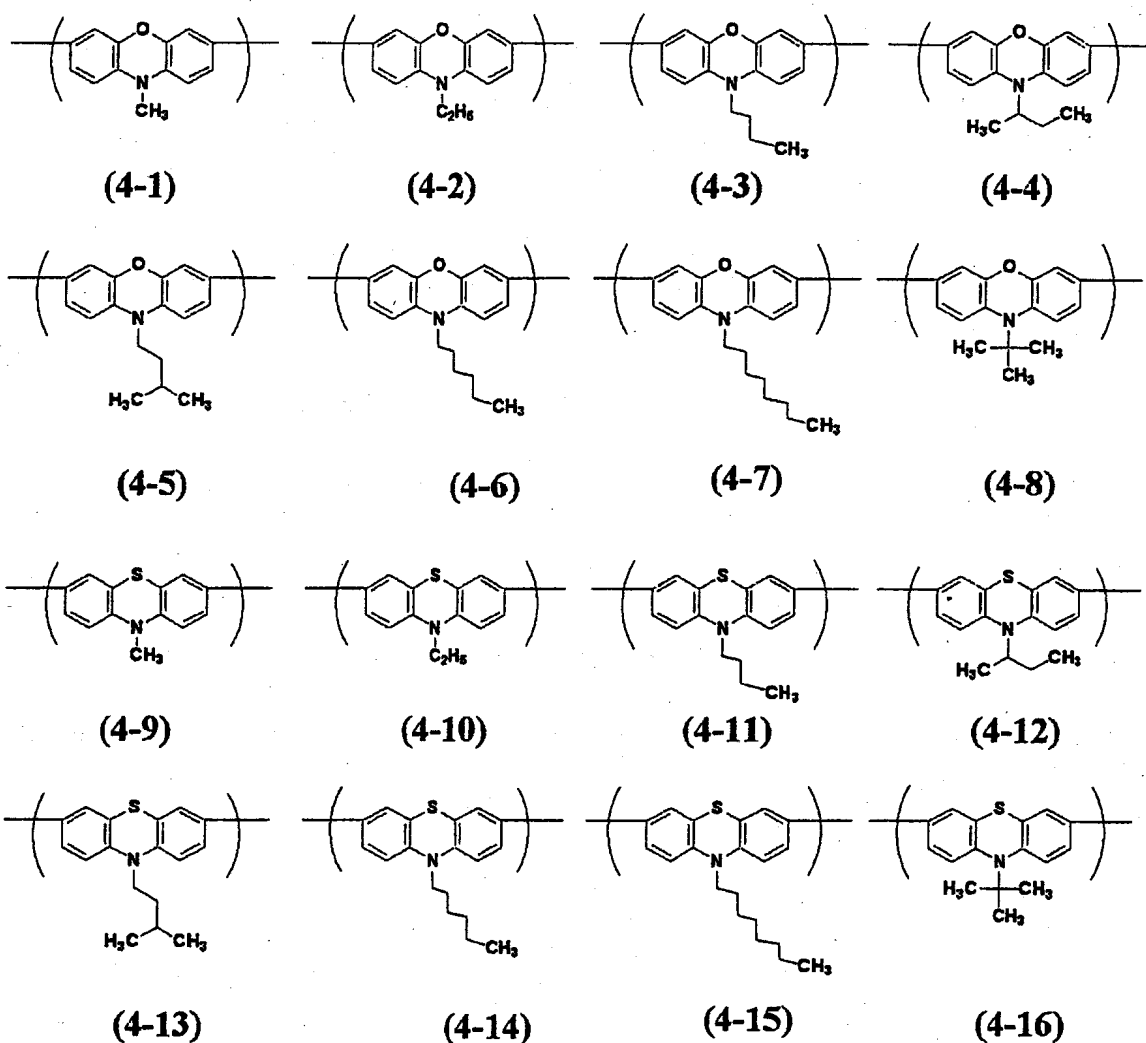 O O O O
N N N N
CH₃ C₂H₅ CH₃ H₃C CH₃
(4-1) (4-2) (4-3) (4-4)
O O O O
N N N N
H₃C CH₃ CH₃ CH₃ H₃C CH₃
CH₃
(4-5) (4-6) (4-7) (4-8)
S S S S
N N N N
CH₃ C₂H₅ CH₃ H₃C CH₃
(4-9) (4-10) (4-11) (4-12)
S S S S
N N N N
H₃C CH₃ CH₃ CH₃ H₃C CH₃
CH₃
(4-13) (4-14) (4-15) (4-16)